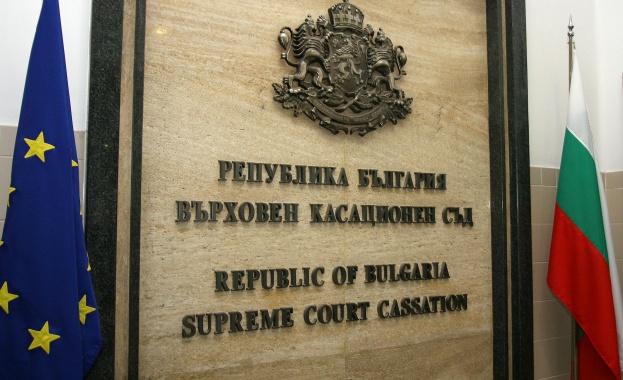 РЕПУБЛИКА БЪЛГАРИЯ
ВЪРХОВЕН КАСАЦИОНЕН СЪД
REPUBLIC OF BULGARIA
SUPREME COURT CASSATION